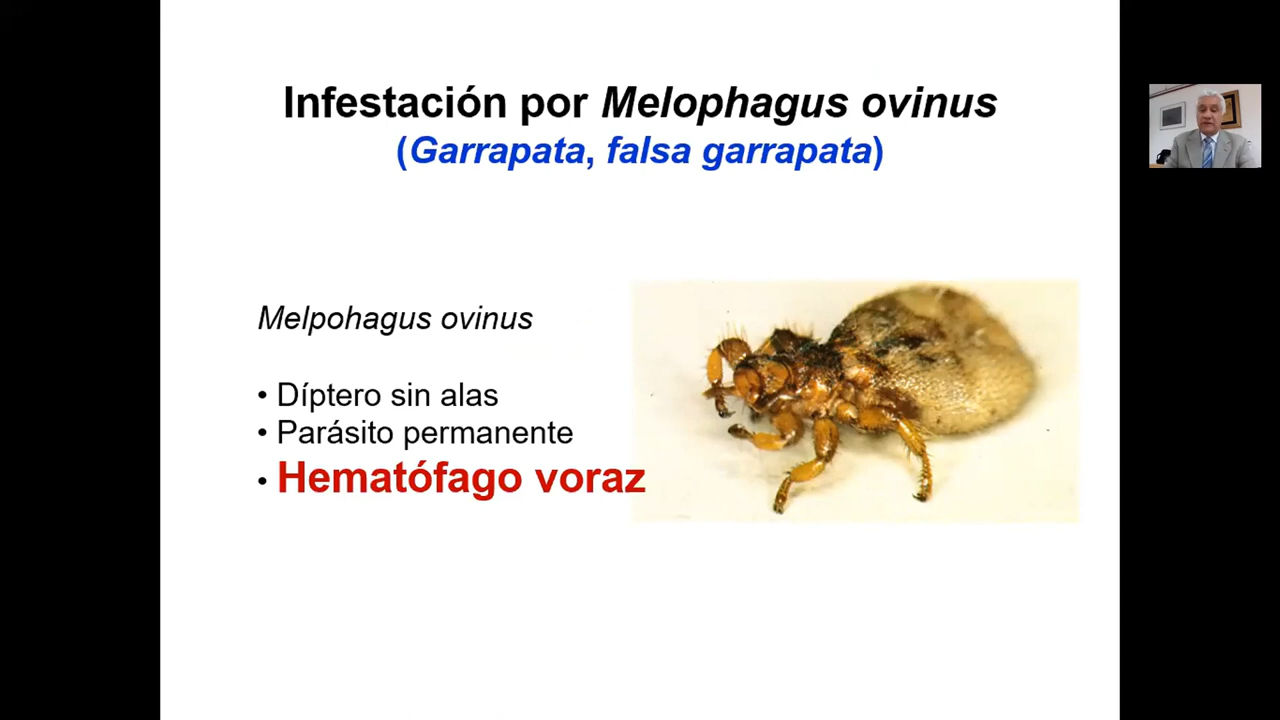 Infestación por Melophagus ovinus
(Garrapata, falsa garrapata)
Melpohagus ovinus
• Díptero sin alas
• Parásito permanente
• Hematófago voraz